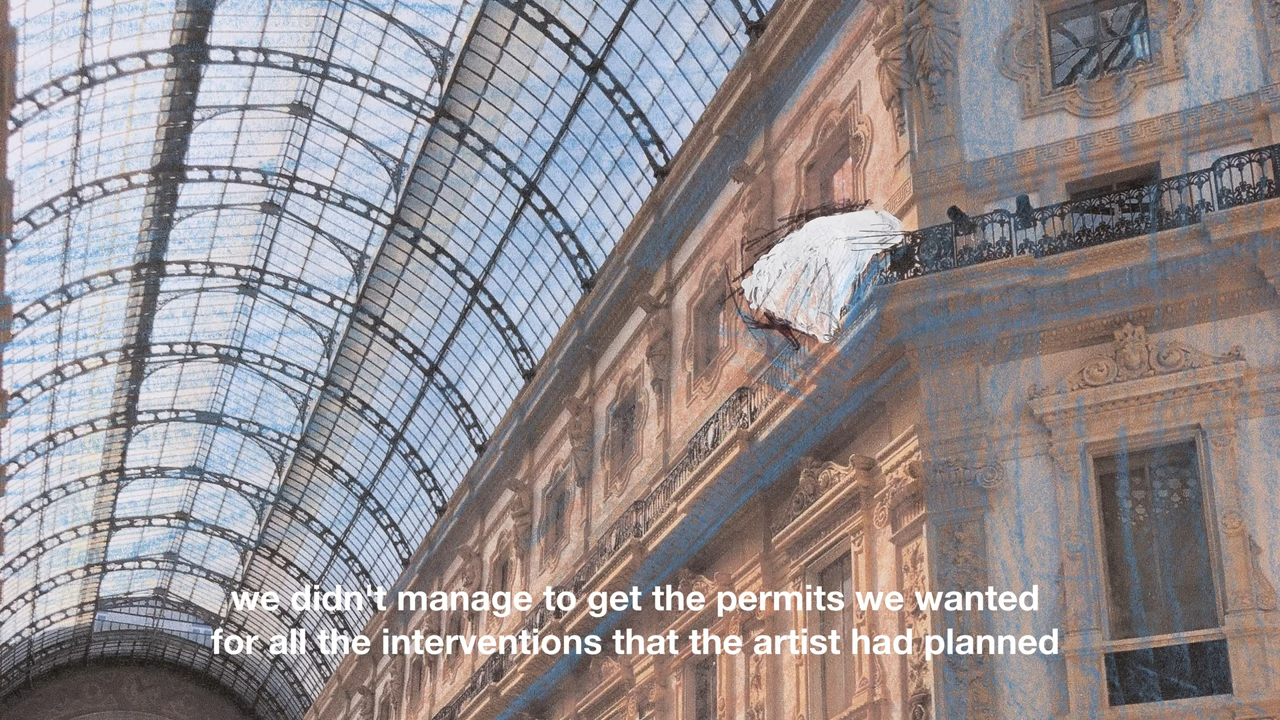 we didn't manage to get the permits we wanted
for all the interventions that the artist had planned